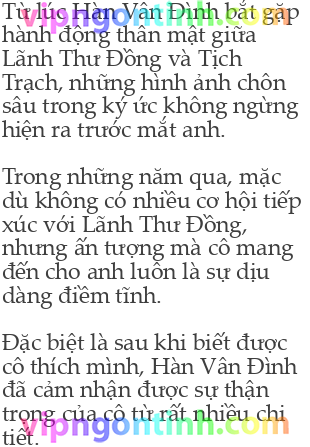 Từ lúc Hàn Vân Đình bắt gặp
vipngontinh.com
hành động thân mật giữa
Lãnh Thư Đồng và Tịch
Trạch, những hình ảnh chôn
sâu trong ký ức không ngừng
hiện ra trước mắt anh.
Trong những năm qua, mặc
dù không có nhiều cơ hội tiếp
xúc với Lãnh Thư Đồng,
nhưng ấn tượng mà cô mang
đến cho anh luôn là sự dịu
dàng điềm tĩnh.
Đặc biệt là sau khi biết được
cô thích mình, Hàn Vân Đình
đã cảm nhận được sự thận
trọng của cô từ rất nhiều chi
vipngontinh.com
tiết.